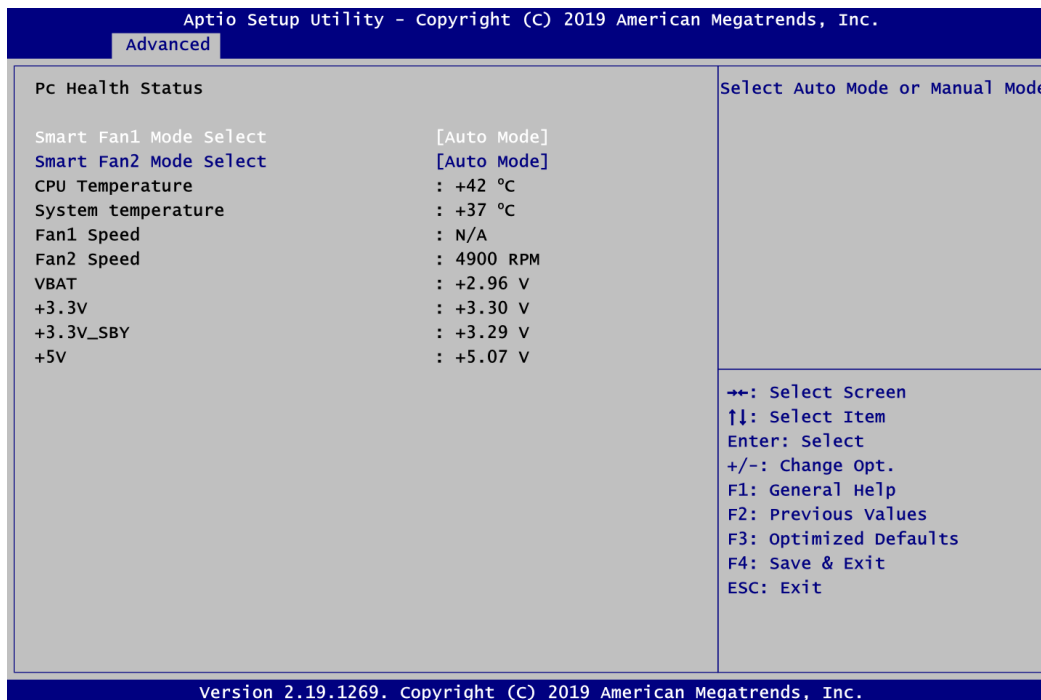 Aptio Setup Utility - Copyright (C) 2019 American Megatrends, Inc.
Advanced
Pc Health Status
Smart Fan1 Mode Select [Auto Mode]
Smart Fan2 Mode Select [Auto Mode]
CPU Temperature : +42 ºC
System temperature : +37 ºC
Fan1 Speed : N/A
Fan2 Speed : 4900 RPM
VBAT : +2.96 V
+3.3V : +3.30 V
+3.3V_SBY : +3.29 V
+5V : +5.07 V
Select Auto Mode or Manual Mode
→←: Select Screen
↑↓: Select Item
Enter: Select
+/-: Change Opt.
F1: General Help
F2: Previous Values
F3: Optimized Defaults
F4: Save & Exit
ESC: Exit
Version 2.19.1269. Copyright (C) 2019 American Megatrends, Inc.